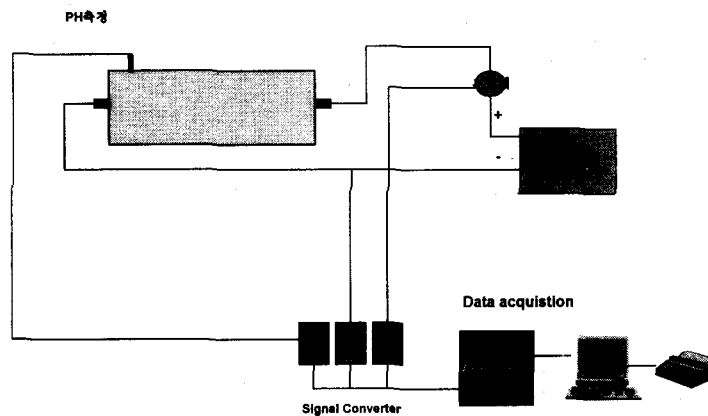 PH측정
+
-
Data acquistion
Signal Converter